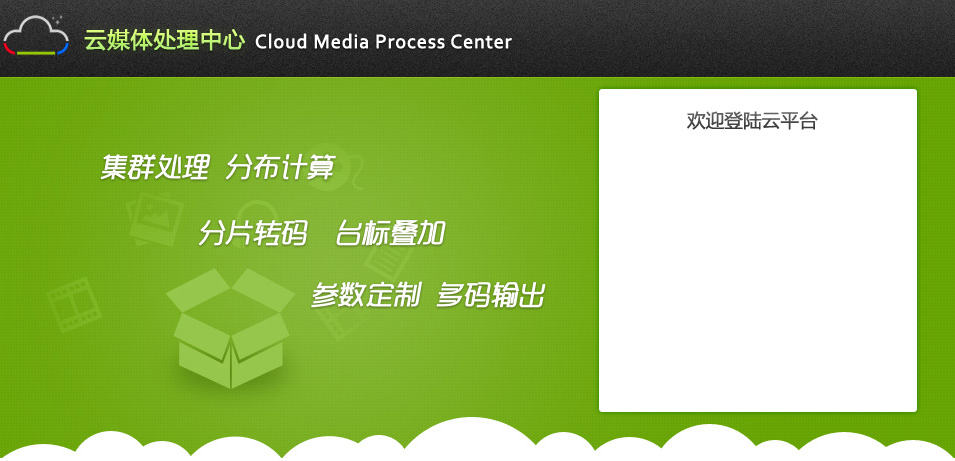 云媒体处理中心 Cloud Media Process Center
欢迎登陆云平台
集群处理 分布计算
分片转码 台标叠加
参数定制 多码输出